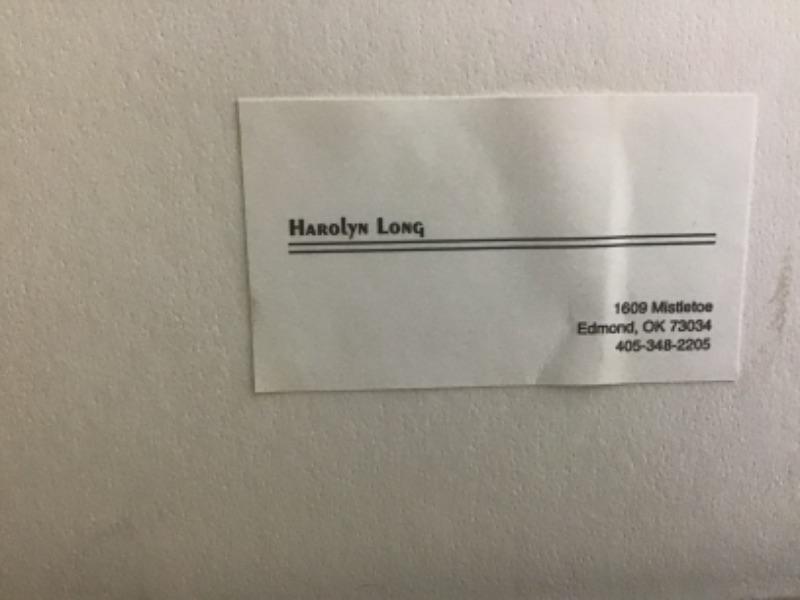 Harolyn Long
1609 Mistletoe
Edmond, OK 73034
405-348-2205